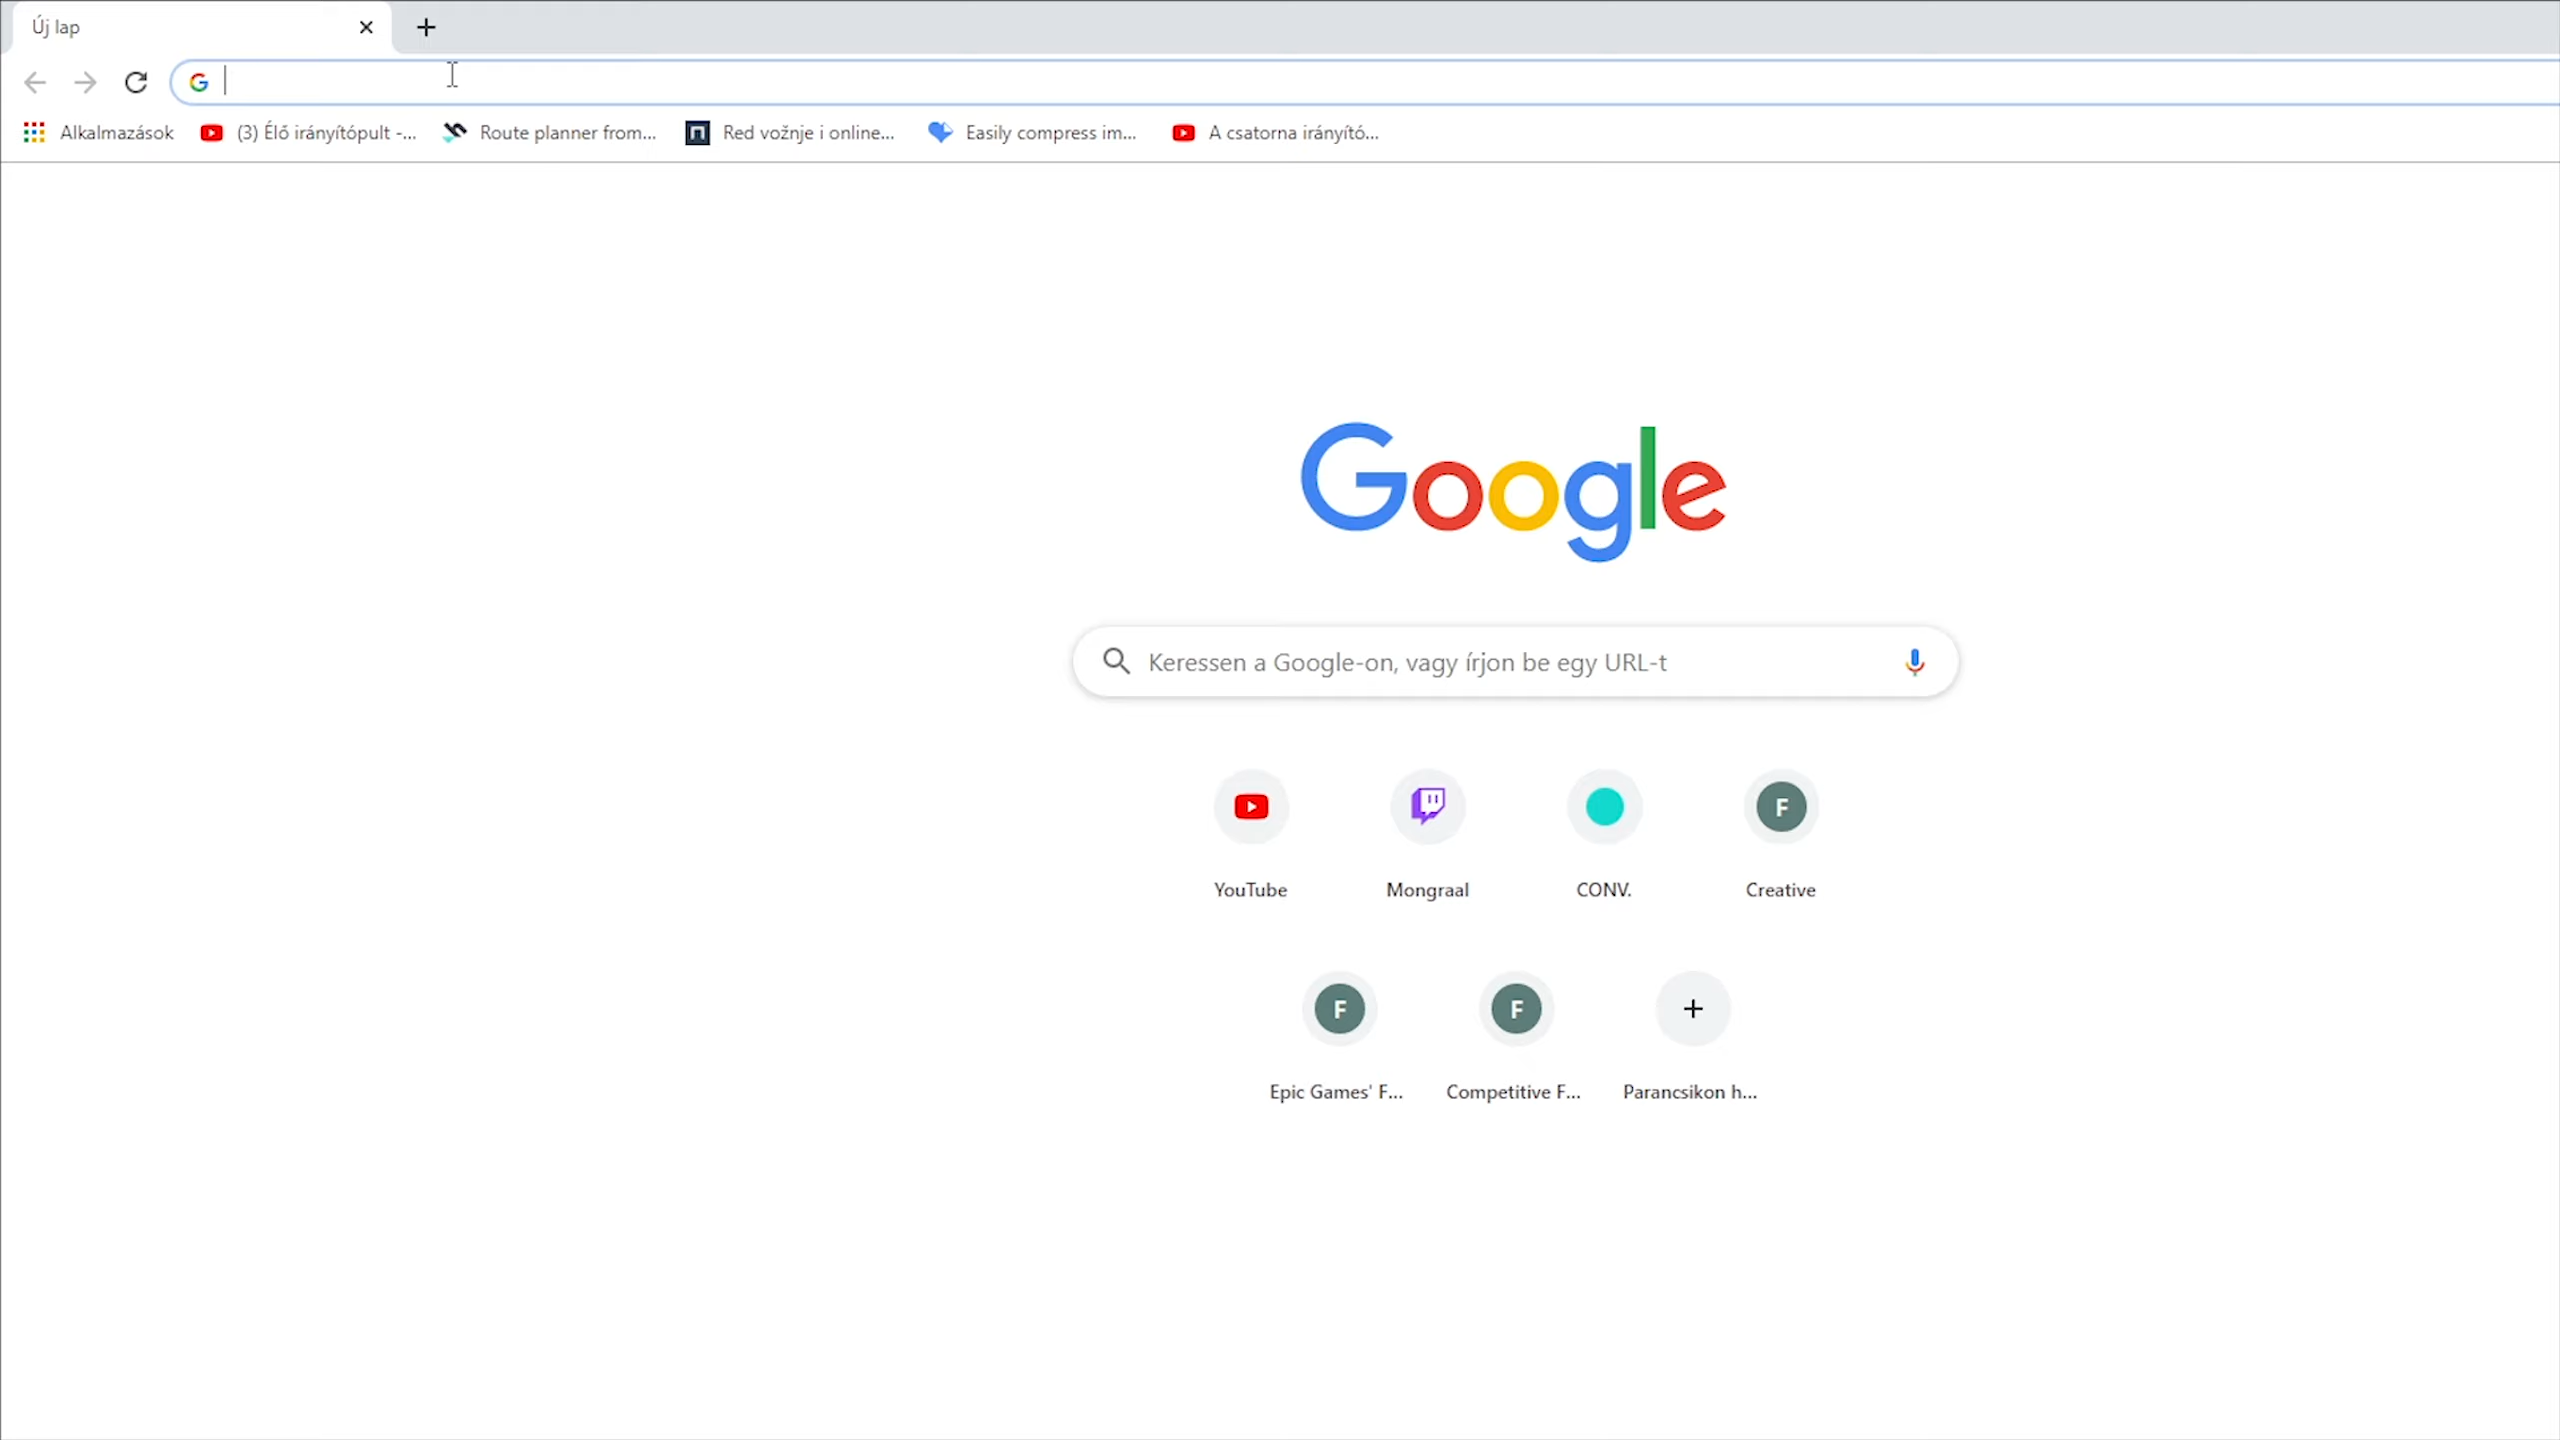 Új lap
Alkalmazások (3) Élő irányítópult -... Route planner from... Red vožnje i online... Easily compress im... A csatorna irányító...
Google
Keressen a Google-on, vagy írjon be egy URL-t
F
YouTube Mongraal CONV. Creative
F F
Epic Games' F... Competitive F... Parancsikon h...